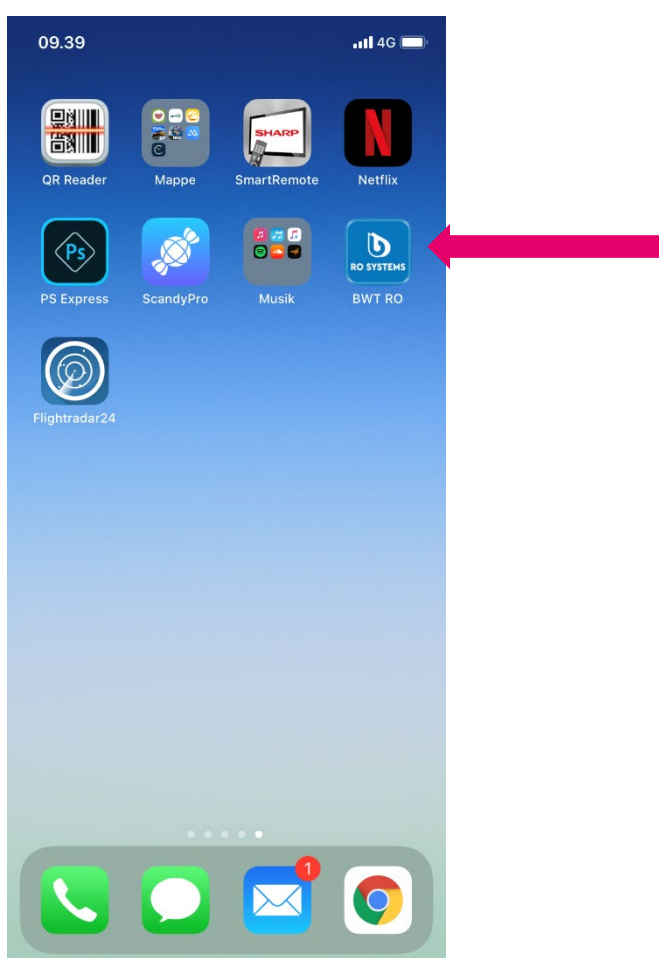 09.39
4G
SHARP
QR Reader
Mappe
SmartRemote
Netflix
Ps
RO SYSTEMS
PS Express
ScandyPro
Musik
BWT RO
Flightradar24
1